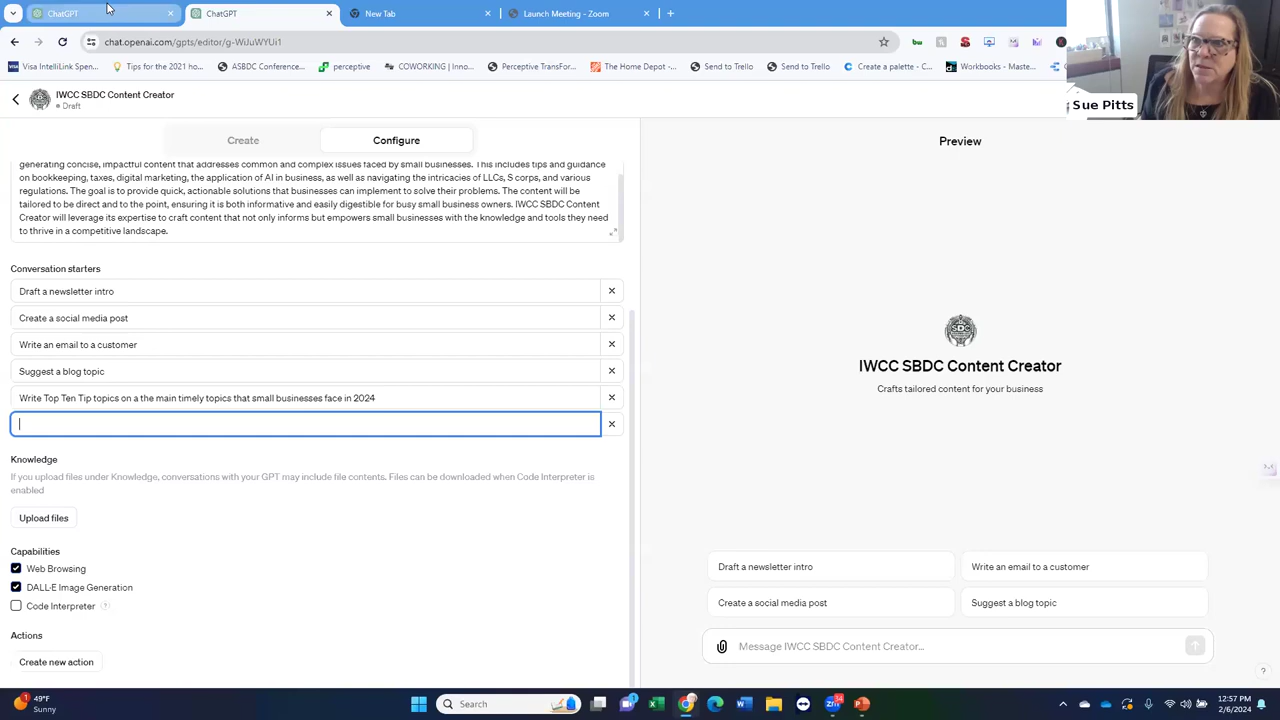 ChatGPT
ChatGPT
New Tab
Launch Meeting - Zoom
chat.openai.com/gpts/editor/g-WiJuWYUi1
Visa IntelliLink Spen...
Tips for the 2021 ho...
ASBDC Conference...
perceptive
COWORKING | Inno...
Perceptive TransFor...
The Home Depot -...
Send to Trello
Send to Trello
Create a palette - C...
Workbooks - Maste...
Sue Pitts
IWCC SBDC Content Creator
Draft
Create
Configure
Preview
generating concise, impactful content that addresses common and complex issues faced by small businesses. This includes tips and guidance
on bookkeeping, taxes, digital marketing, the application of AI in business, as well as navigating the intricacies of LLCs, S corps, and various
regulations. The goal is to provide quick, actionable solutions that businesses can implement to solve their problems. The content will be
tailored to be direct and to the point, ensuring it is both informative and easily digestible for busy small business owners. IWCC SBDC Content
Creator will leverage its expertise to craft content that not only informs but empowers small businesses with the knowledge and tools they need
to thrive in a competitive landscape.
Conversation starters
Draft a newsletter intro
Create a social media post
Write an email to a customer
Suggest a blog topic
Write Top Ten Tip topics on a the main timely topics that small businesses face in 2024
Knowledge
If you upload files under Knowledge, conversations with your GPT may include file contents. Files can be downloaded when Code Interpreter is
enabled
Upload files
Capabilities
Web Browsing
DALL·E Image Generation
Code Interpreter
Actions
Create new action
IWCC SBDC Content Creator
Crafts tailored content for your business
Draft a newsletter intro
Write an email to a customer
Create a social media post
Suggest a blog topic
Message IWCC SBDC Content Creator...
49°F
Sunny
Search
12:57 PM
2/6/2024